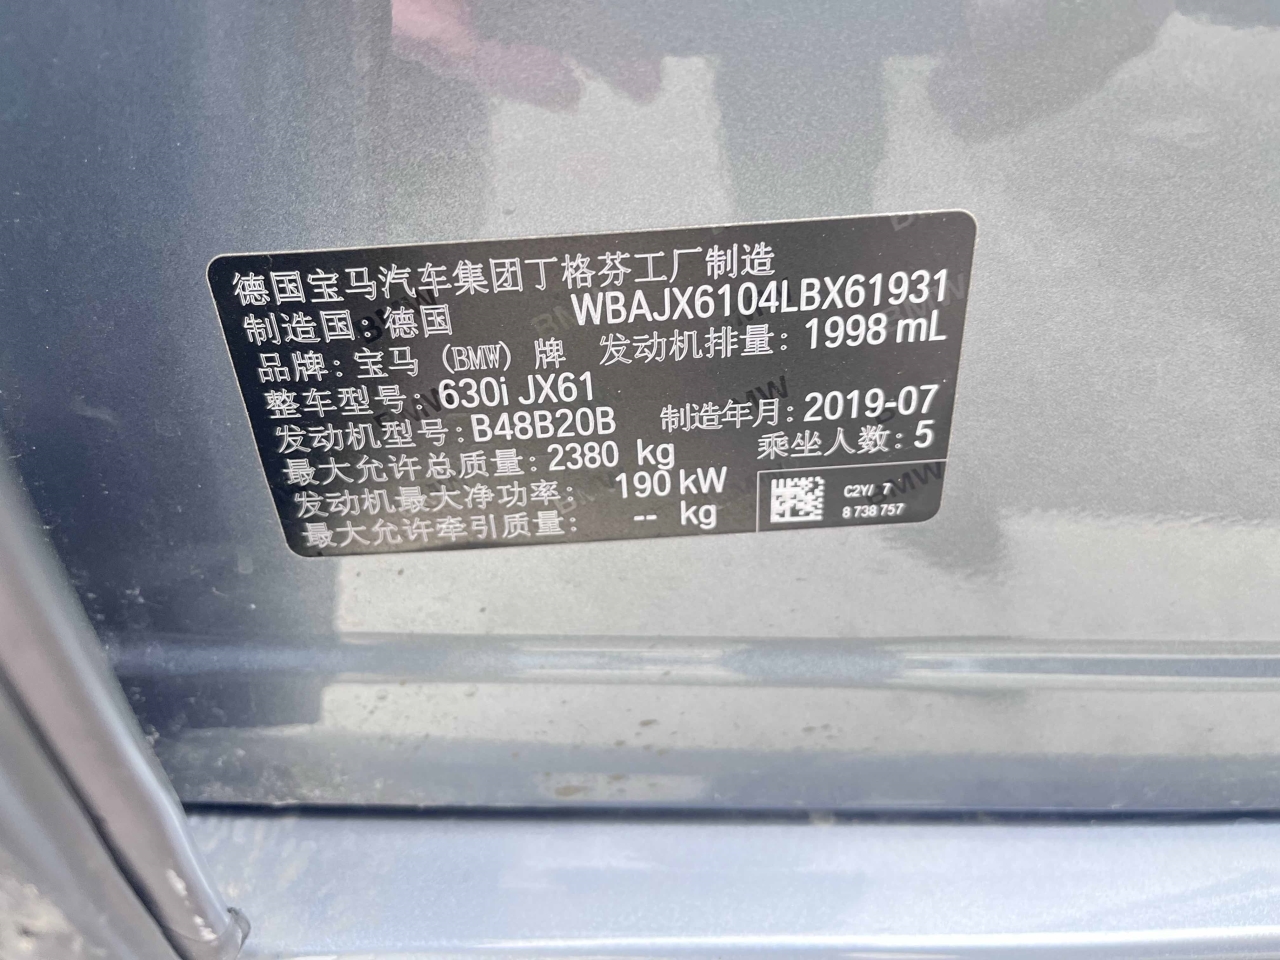 德国宝马汽车集团丁格芬工厂制造
制造国：德国 WBAJX6104LBX61931
品牌：宝马 (BMW) 牌 发动机排量：1998 mL
整车型号：630i JX61
发动机型号：B48B20B 制造年月：2019-07
最大允许总质量：2380 kg 乘坐人数：5
发动机最大净功率：190 kW
最大允许牵引质量：-- kg
C2Y/ 7
8 738 757